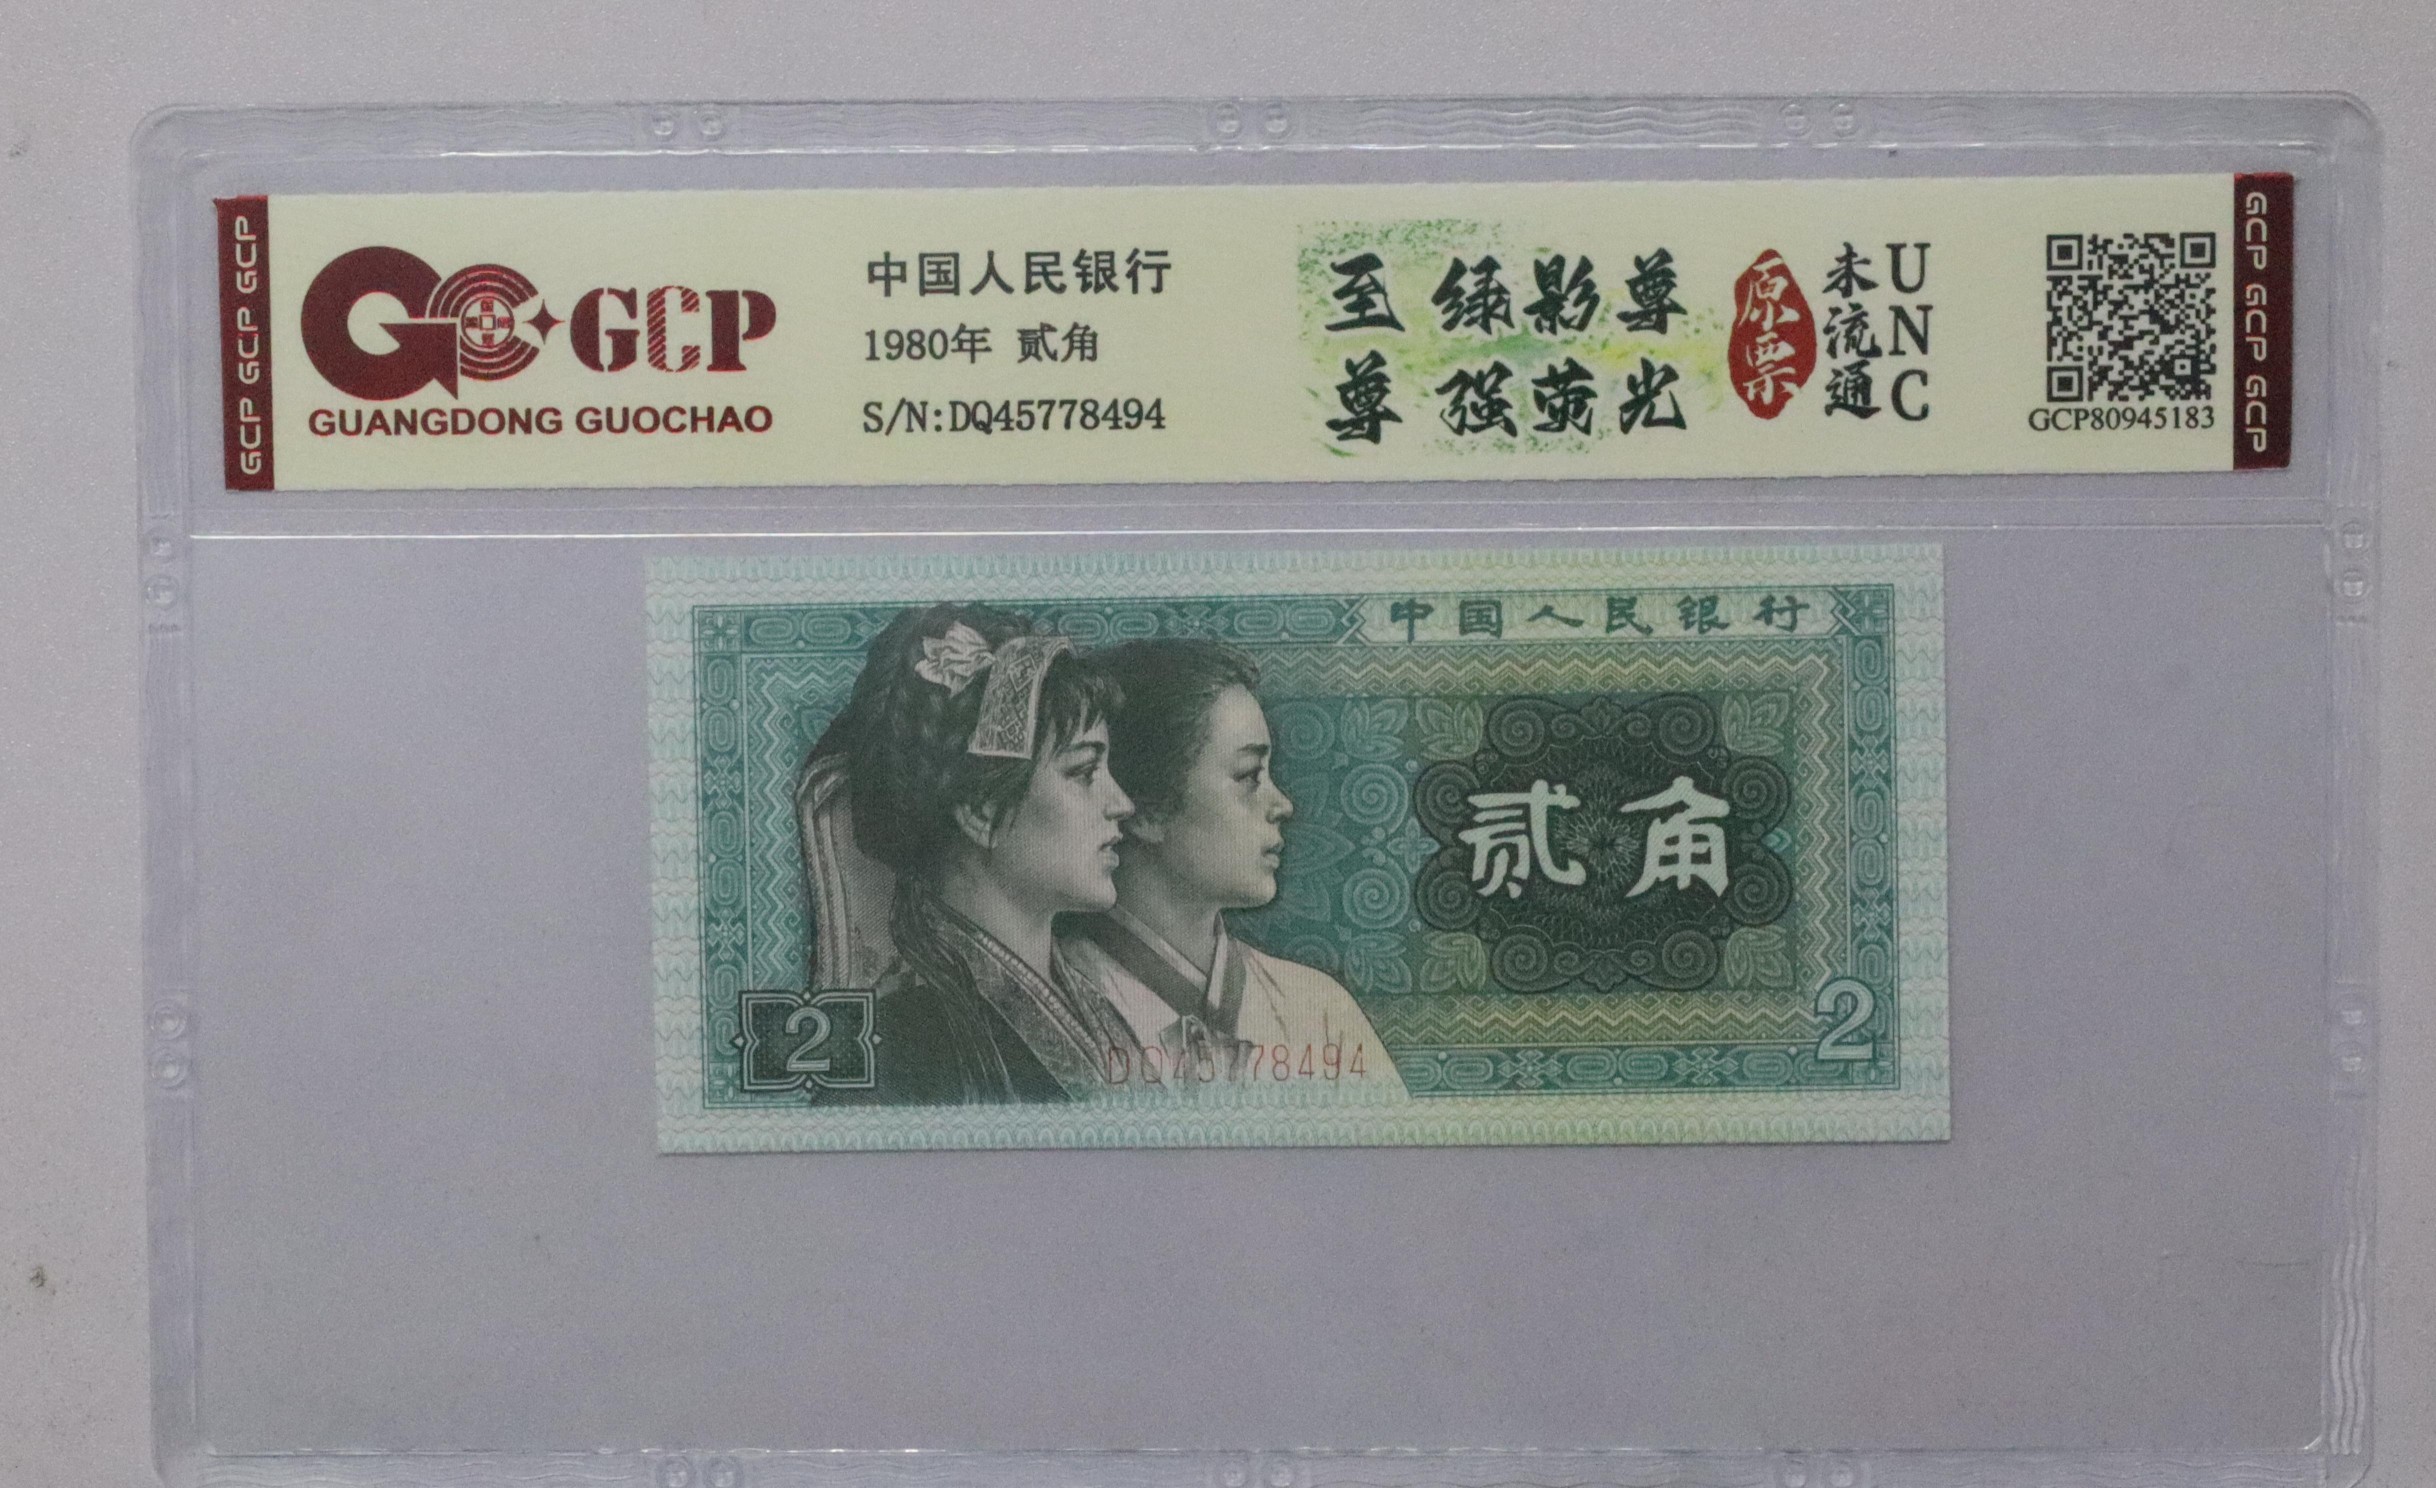 GCP GCP GCP
GCP
GUANGDONG GUOCHAO
中国人民银行
1980年 贰角
S/N:DQ45778494
至尊
绿影尊
强荧光
原票
未流通
UNC
GCP80945183
GCP GCP GCP
中国人民银行
贰角
2
2
DQ45778494